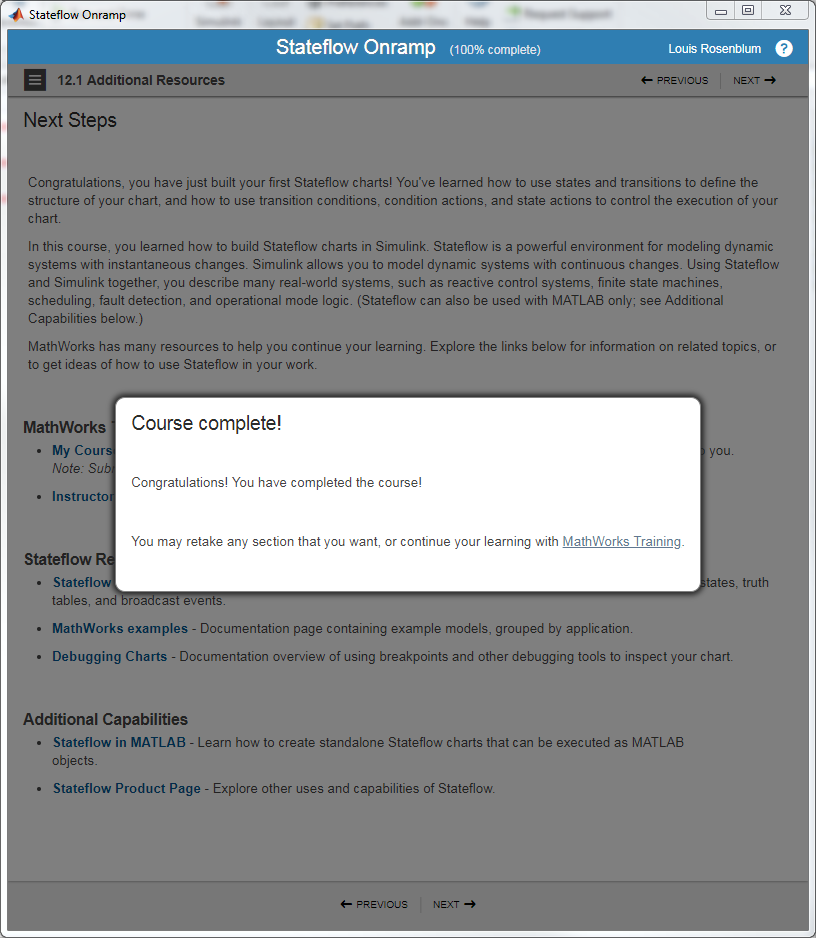 Stateflow Onramp
Simulink Layout Preferences Add-Ons Help Request Support
Set Path
Stateflow Onramp (100% complete) Louis Rosenblum ?
12.1 Additional Resources PREVIOUS NEXT
Next Steps
Congratulations, you have just built your first Stateflow charts! You've learned how to use states and transitions to define the
structure of your chart, and how to use transition conditions, condition actions, and state actions to control the execution of your
chart.
In this course, you learned how to build Stateflow charts in Simulink. Stateflow is a powerful environment for modeling dynamic
systems with instantaneous changes. Simulink allows you to model dynamic systems with continuous changes. Using Stateflow
and Simulink together, you describe many real-world systems, such as reactive control systems, finite state machines,
scheduling, fault detection, and operational mode logic. (Stateflow can also be used with MATLAB only; see Additional
Capabilities below.)
MathWorks has many resources to help you continue your learning. Explore the links below for information on related topics, or
to get ideas of how to use Stateflow in your work.
MathWorks
• My Cours you.
Note: Sub
• Instructor
Course complete!
Congratulations! You have completed the course!
You may retake any section that you want, or continue your learning with MathWorks Training.
Stateflow Re
• Stateflow states, truth
tables, and broadcast events.
• MathWorks examples - Documentation page containing example models, grouped by application.
• Debugging Charts - Documentation overview of using breakpoints and other debugging tools to inspect your chart.
Additional Capabilities
• Stateflow in MATLAB - Learn how to create standalone Stateflow charts that can be executed as MATLAB
objects.
• Stateflow Product Page - Explore other uses and capabilities of Stateflow.
PREVIOUS NEXT